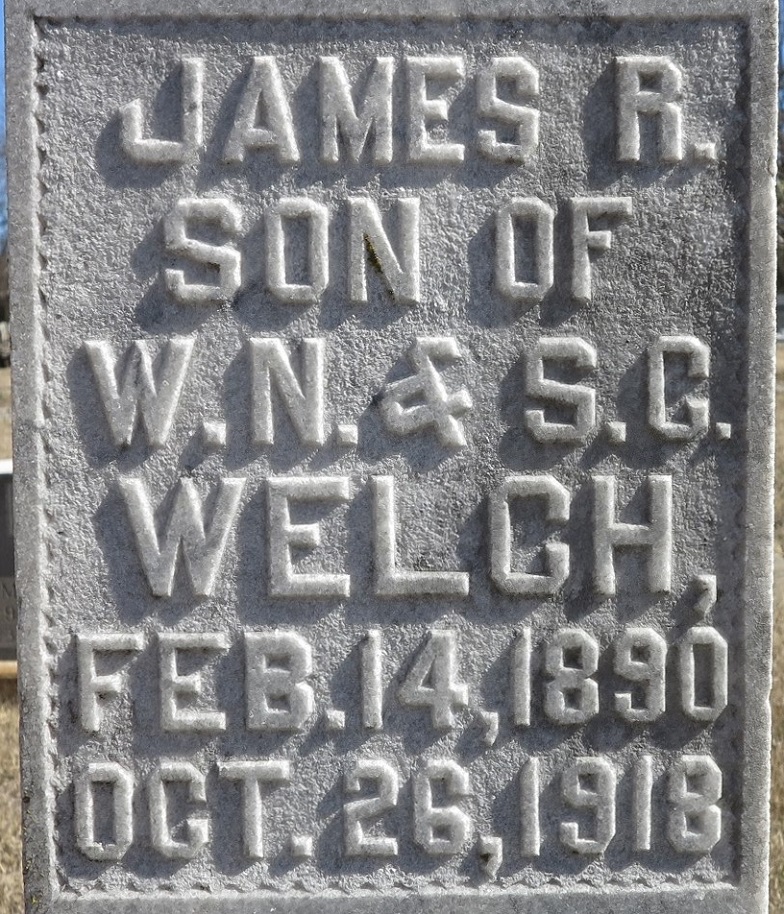 JAMES R.
SON OF
W.N. & S.C.
WELCH,
FEB. 14, 1890
OCT. 26, 1918